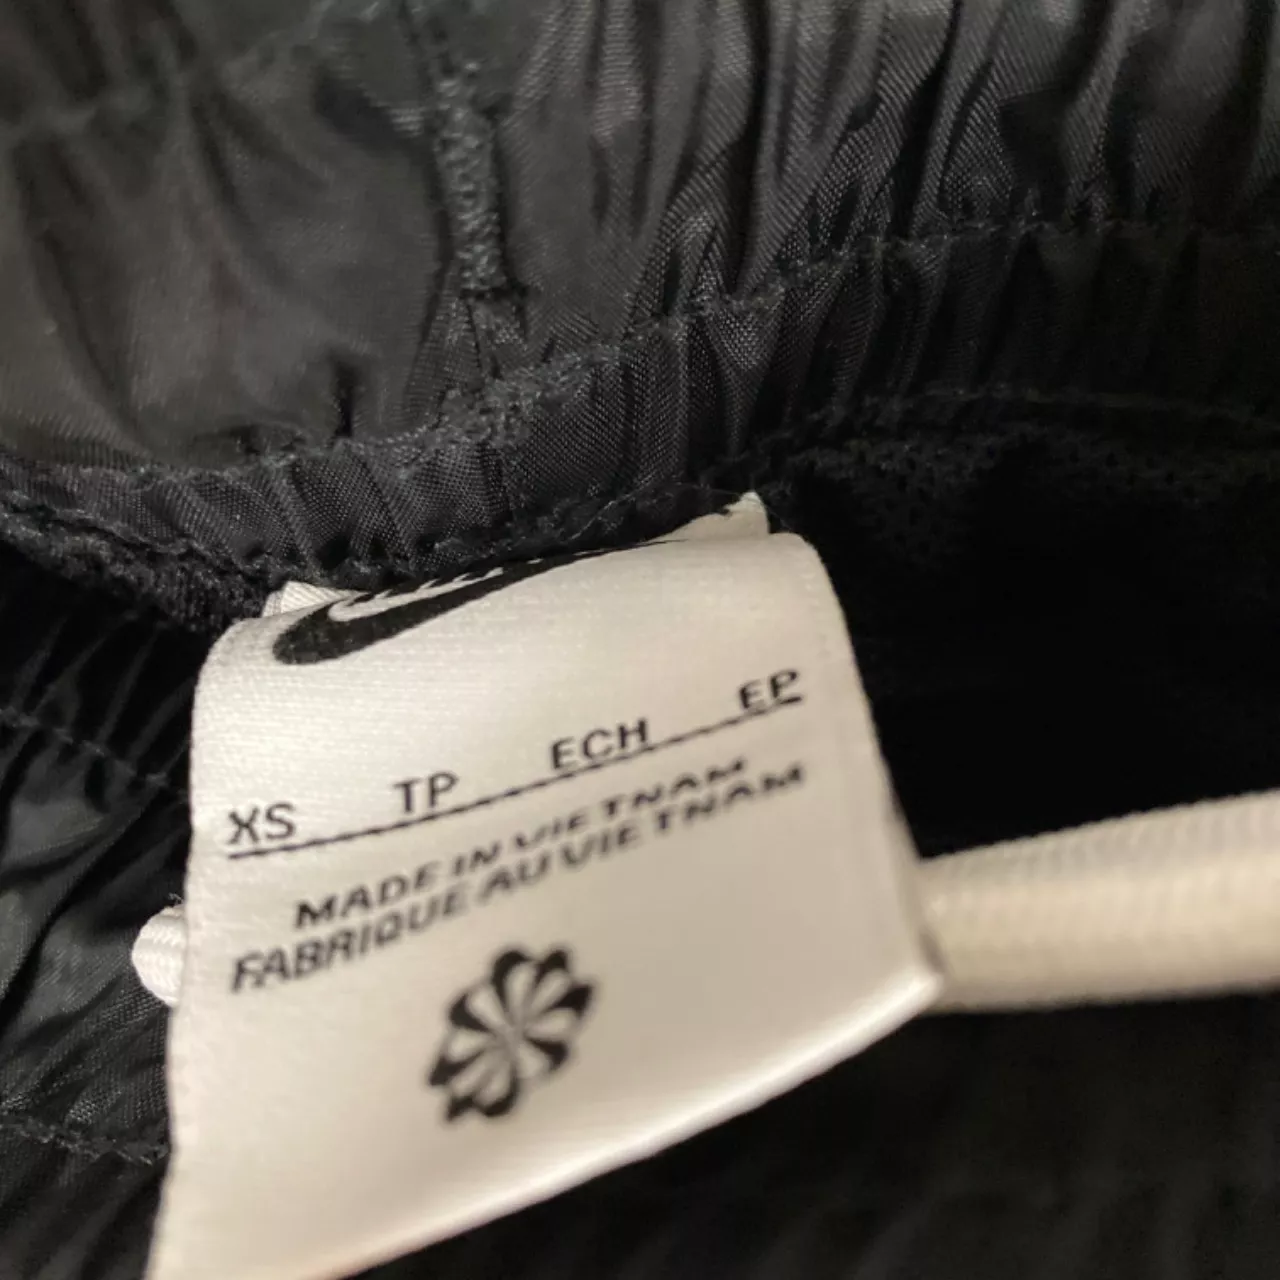 XS TP ECH EP
MADE IN VIETNAM
FABRIQUE AU VIETNAM